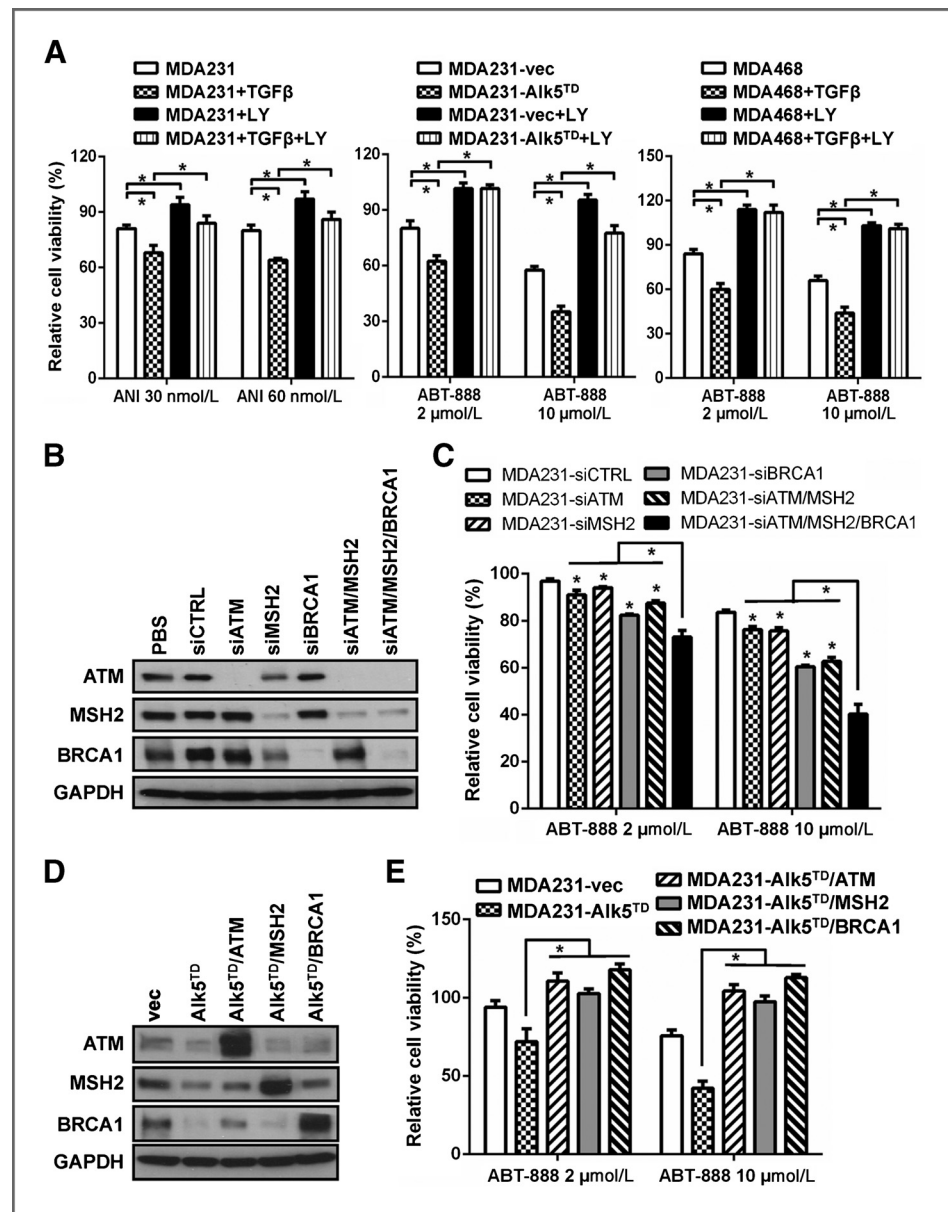 A
MDA231
MDA231+TGFβ
MDA231+LY
MDA231+TGFβ+LY
MDA231-vec
MDA231-Alk5TD
MDA231-vec+LY
MDA231-Alk5TD+LY
MDA468
MDA468+TGFβ
MDA468+LY
MDA468+TGFβ+LY
Relative cell viability (%)
120
90
60
30
0
* * *
* * *
ANI 30 nmol/L
ANI 60 nmol/L
120
90
60
30
0
* * *
* * *
ABT-888
2 µmol/L
ABT-888
10 µmol/L
150
120
90
60
30
0
* * *
* * *
ABT-888
2 µmol/L
ABT-888
10 µmol/L
B
PBS
siCTRL
siATM
siMSH2
siBRCA1
siATM/MSH2
siATM/MSH2/BRCA1
ATM
MSH2
BRCA1
GAPDH
C
MDA231-siCTRL
MDA231-siATM
MDA231-siMSH2
MDA231-siBRCA1
MDA231-siATM/MSH2
MDA231-siATM/MSH2/BRCA1
Relative cell viability (%)
100
80
60
40
20
0
* * * * *
* * * * *
ABT-888 2 µmol/L
ABT-888 10 µmol/L
D
vec
Alk5TD
Alk5TD/ATM
Alk5TD/MSH2
Alk5TD/BRCA1
ATM
MSH2
BRCA1
GAPDH
E
MDA231-vec
MDA231-Alk5TD
MDA231-Alk5TD/ATM
MDA231-Alk5TD/MSH2
MDA231-Alk5TD/BRCA1
Relative cell viability (%)
150
100
50
0
*
*
ABT-888 2 µmol/L
ABT-888 10 µmol/L